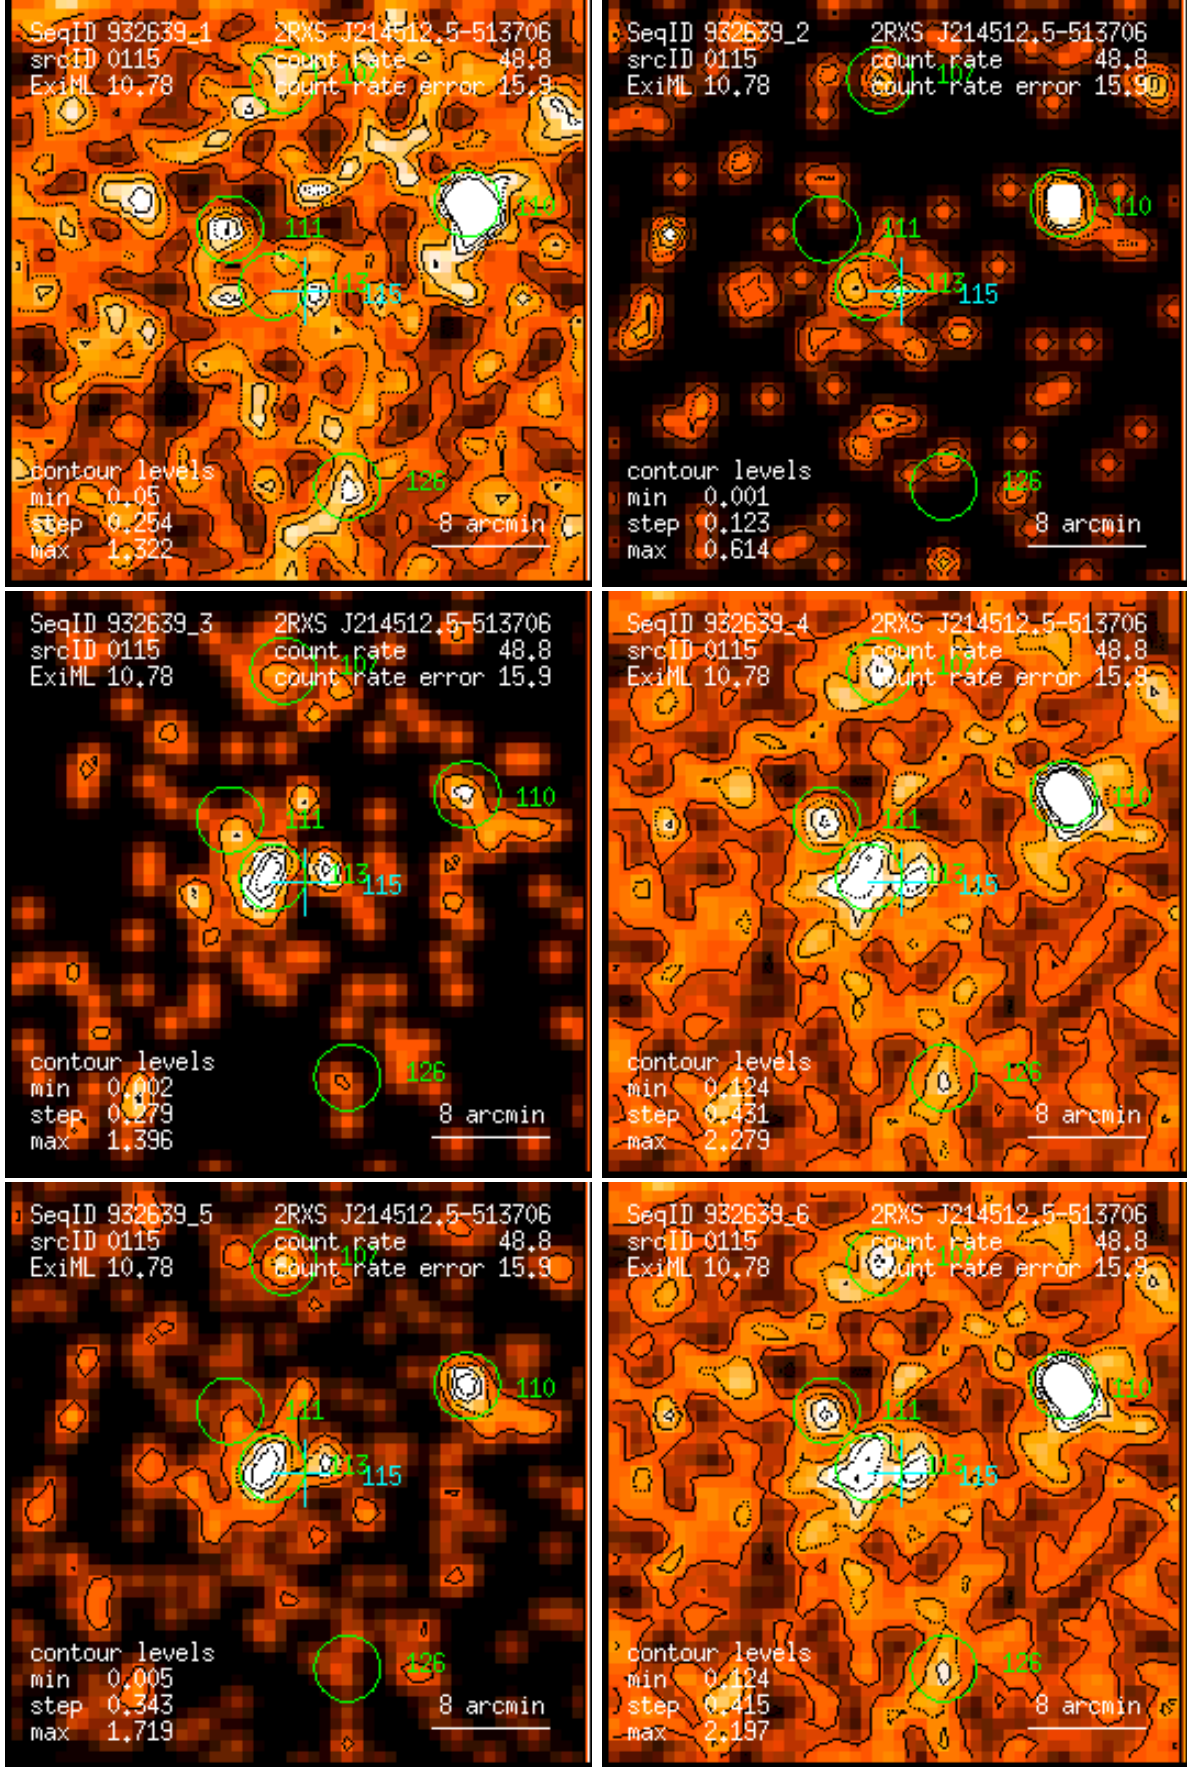 SeqID 932639_1 2RXS J214512.5-513706
srcID 0115 count rate 48.8
ExiML 10.78 count rate error 15.9
107
110
111
113
115
126
contour levels
min 0.05
step 0.254
max 1.322
8 arcmin
SeqID 932639_2 2RXS J214512.5-513706
srcID 0115 count rate 48.8
ExiML 10.78 count rate error 15.9
107
110
111
113
115
126
contour levels
min 0.001
step 0.123
max 0.614
8 arcmin
SeqID 932639_3 2RXS J214512.5-513706
srcID 0115 count rate 48.8
ExiML 10.78 count rate error 15.9
107
110
111
113
115
126
contour levels
min 0.002
step 0.279
max 1.396
8 arcmin
SeqID 932639_4 2RXS J214512.5-513706
srcID 0115 count rate 48.8
ExiML 10.78 count rate error 15.9
107
110
111
113
115
126
contour levels
min 0.124
step 0.431
max 2.279
8 arcmin
SeqID 932639_5 2RXS J214512.5-513706
srcID 0115 count rate 48.8
ExiML 10.78 count rate error 15.9
107
110
111
113
115
126
contour levels
min 0.005
step 0.343
max 1.719
8 arcmin
SeqID 932639_6 2RXS J214512.5-513706
srcID 0115 count rate 48.8
ExiML 10.78 count rate error 15.9
107
110
111
113
115
126
contour levels
min 0.124
step 0.415
max 2.197
8 arcmin